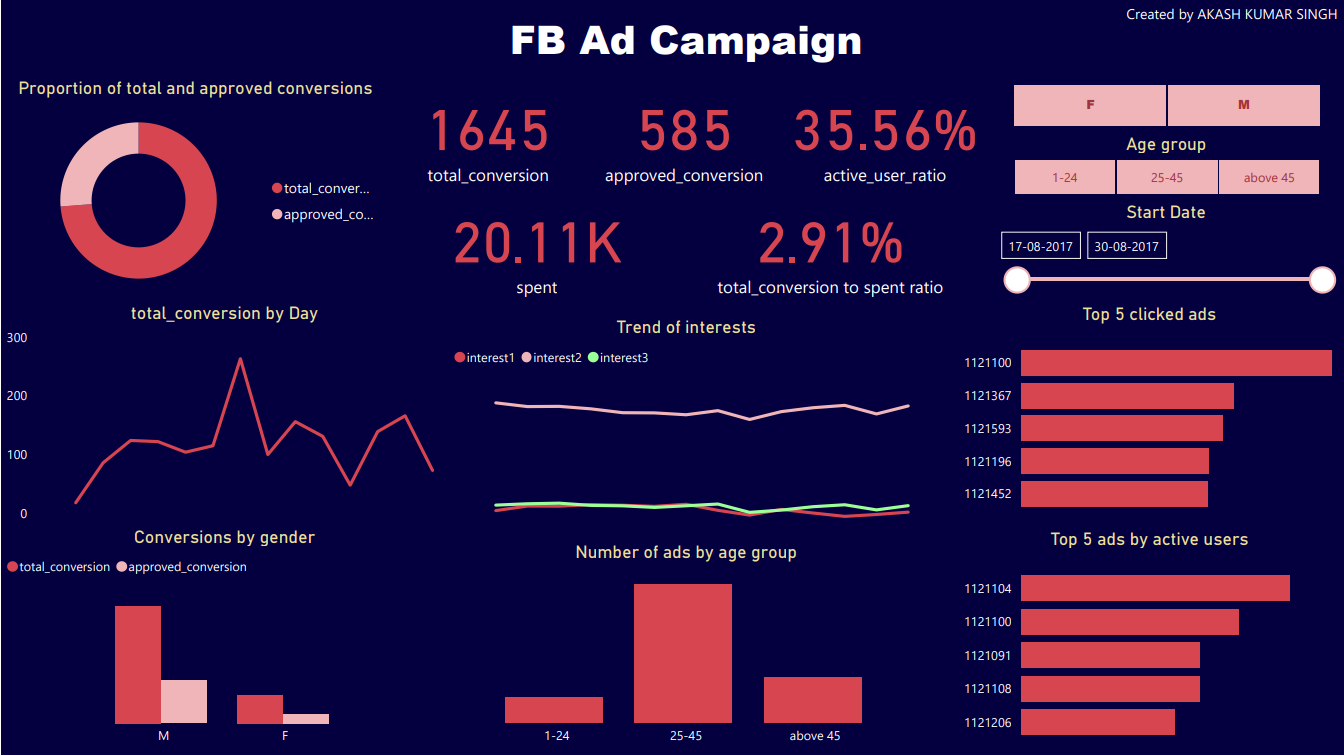 Created by AKASH KUMAR SINGH
FB Ad Campaign
Proportion of total and approved conversions
total_conver...
approved_co...
1645
total_conversion
585
approved_conversion
35.56%
active_user_ratio
20.11K
spent
2.91%
total_conversion to spent ratio
F M
Age group
1-24 25-45 above 45
Start Date
17-08-2017 30-08-2017
total_conversion by Day
300
200
100
0
Trend of interests
interest1 interest2 interest3
Top 5 clicked ads
1121100
1121367
1121593
1121196
1121452
Conversions by gender
total_conversion approved_conversion
M F
Number of ads by age group
1-24 25-45 above 45
Top 5 ads by active users
1121104
1121100
1121091
1121108
1121206